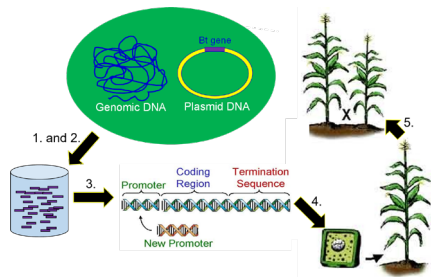 Bt gene
Genomic DNA Plasmid DNA
1. and 2.
3.
Coding Region
Termination Sequence
Promoter
New Promoter
4.
X
5.